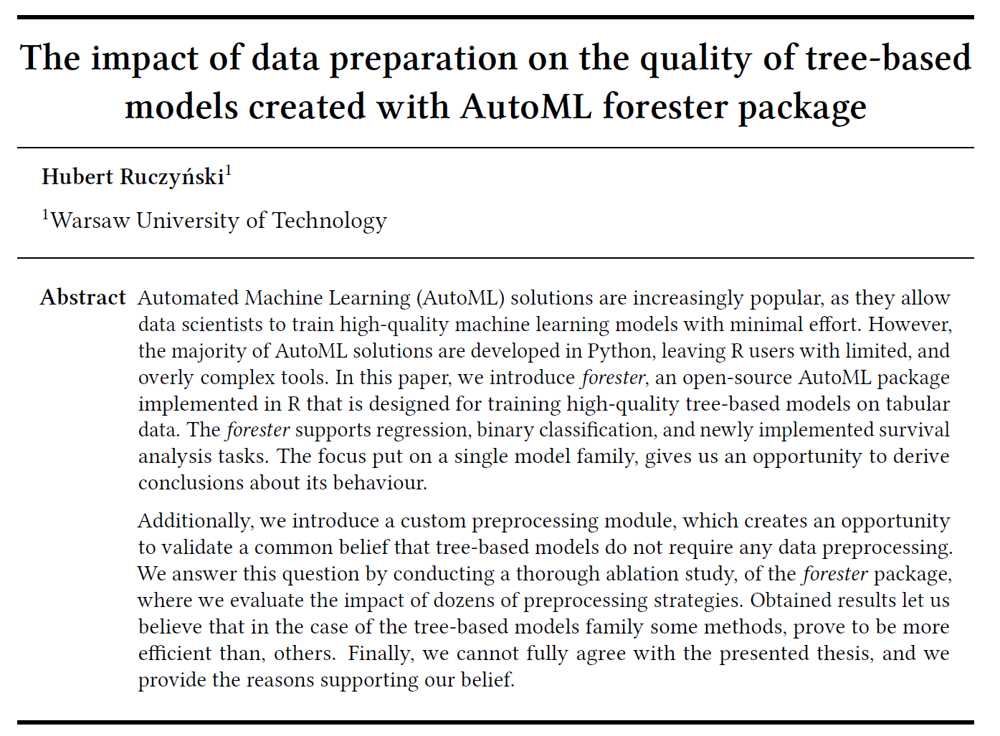 The impact of data preparation on the quality of tree-based
models created with AutoML forester package
Hubert Ruczyński¹
¹Warsaw University of Technology
Abstract Automated Machine Learning (AutoML) solutions are increasingly popular, as they allow
data scientists to train high-quality machine learning models with minimal effort. However,
the majority of AutoML solutions are developed in Python, leaving R users with limited, and
overly complex tools. In this paper, we introduce forester, an open-source AutoML package
implemented in R that is designed for training high-quality tree-based models on tabular
data. The forester supports regression, binary classification, and newly implemented survival
analysis tasks. The focus put on a single model family, gives us an opportunity to derive
conclusions about its behaviour.
Additionally, we introduce a custom preprocessing module, which creates an opportunity
to validate a common belief that tree-based models do not require any data preprocessing.
We answer this question by conducting a thorough ablation study, of the forester package,
where we evaluate the impact of dozens of preprocessing strategies. Obtained results let us
believe that in the case of the tree-based models family some methods, prove to be more
efficient than, others. Finally, we cannot fully agree with the presented thesis, and we
provide the reasons supporting our belief.